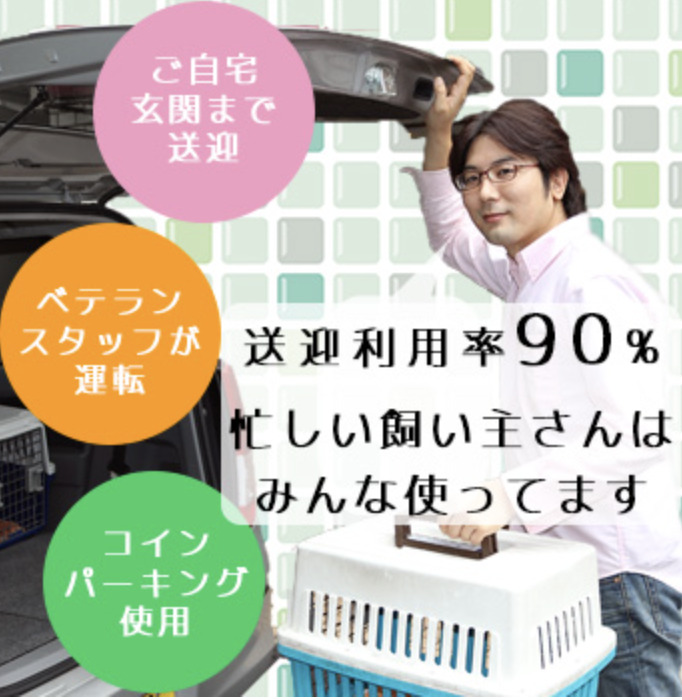 ご自宅
玄関まで
送迎
ベテラン
スタッフが
運転
コイン
パーキング
使用
送迎利用率90%
忙しい飼い主さんは
みんな使ってます